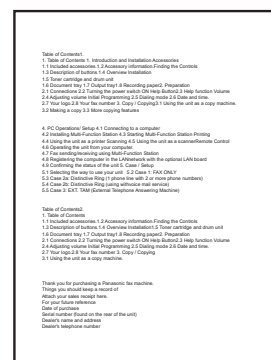 Table of Contents1.
1. Table of Contents 1. Introduction and Installation Accessories
1.1 Included accessories.1.2 Accessory information.Finding the Controls
1.3 Description of buttons.1.4 Overview Installation
1.5 Toner cartridge and drum unit
1.6 Document tray 1.7 Output tray1.8 Recording paper2. Preparation
2.1 Connections 2.2 Turning the power switch ON Help Button2.3 Help function Volume
2.4 Adjusting volume Initial Programming 2.5 Dialing mode 2.6 Date and time.
2.7 Your logo.2.8 Your fax number 3. Copy / Copying3.1 Using the unit as a copy machine.
3.2 Making a copy 3.3 More copying features
4. PC Operations/ Setup 4.1 Connecting to a computer
4.2 Installing Multi-Function Station 4.3 Starting Multi-Function Station Printing
4.4 Using the unit as a printer Scanning 4.5 Using the unit as a scannerRemote Control
4.6 Operating the unit from your computer.
4.7 Fax sending/receiving using Multi-Function Station
4.8 Registering the computer in the LANnetwork with the optional LAN board
4.9 Confirming the status of the unit 5. Case / Setup
5.1 Selecting the way to use your unit 5.2 Case 1: FAX ONLY
5.3 Case 2a: Distinctive Ring (1 phone line with 2 or more phone numbers)
5.4 Case 2b: Distinctive Ring (using withvoice mail service)
5.5 Case 3: EXT. TAM (External Telephone Answering Machine)
Table of Contents2.
1. Table of Contents
1.1 Included accessories.1.2 Accessory information.Finding the Controls
1.3 Description of buttons.1.4 Overview Installation1.5 Toner cartridge and drum unit
1.6 Document tray 1.7 Output tray1.8 Recording paper2. Preparation
2.1 Connections 2.2 Turning the power switch ON Help Button2.3 Help function Volume
2.4 Adjusting volume Initial Programming 2.5 Dialing mode 2.6 Date and time.
2.7 Your logo.2.8 Your fax number 3. Copy / Copying
3.1 Using the unit as a copy machine.
Thank you for purchasing a Panasonic fax machine.
Things you should keep a record of
Attach your sales receipt here.
For your future reference
Date of purchase
Serial number (found on the rear of the unit)
Dealer's name and address
Dealer's telephone number